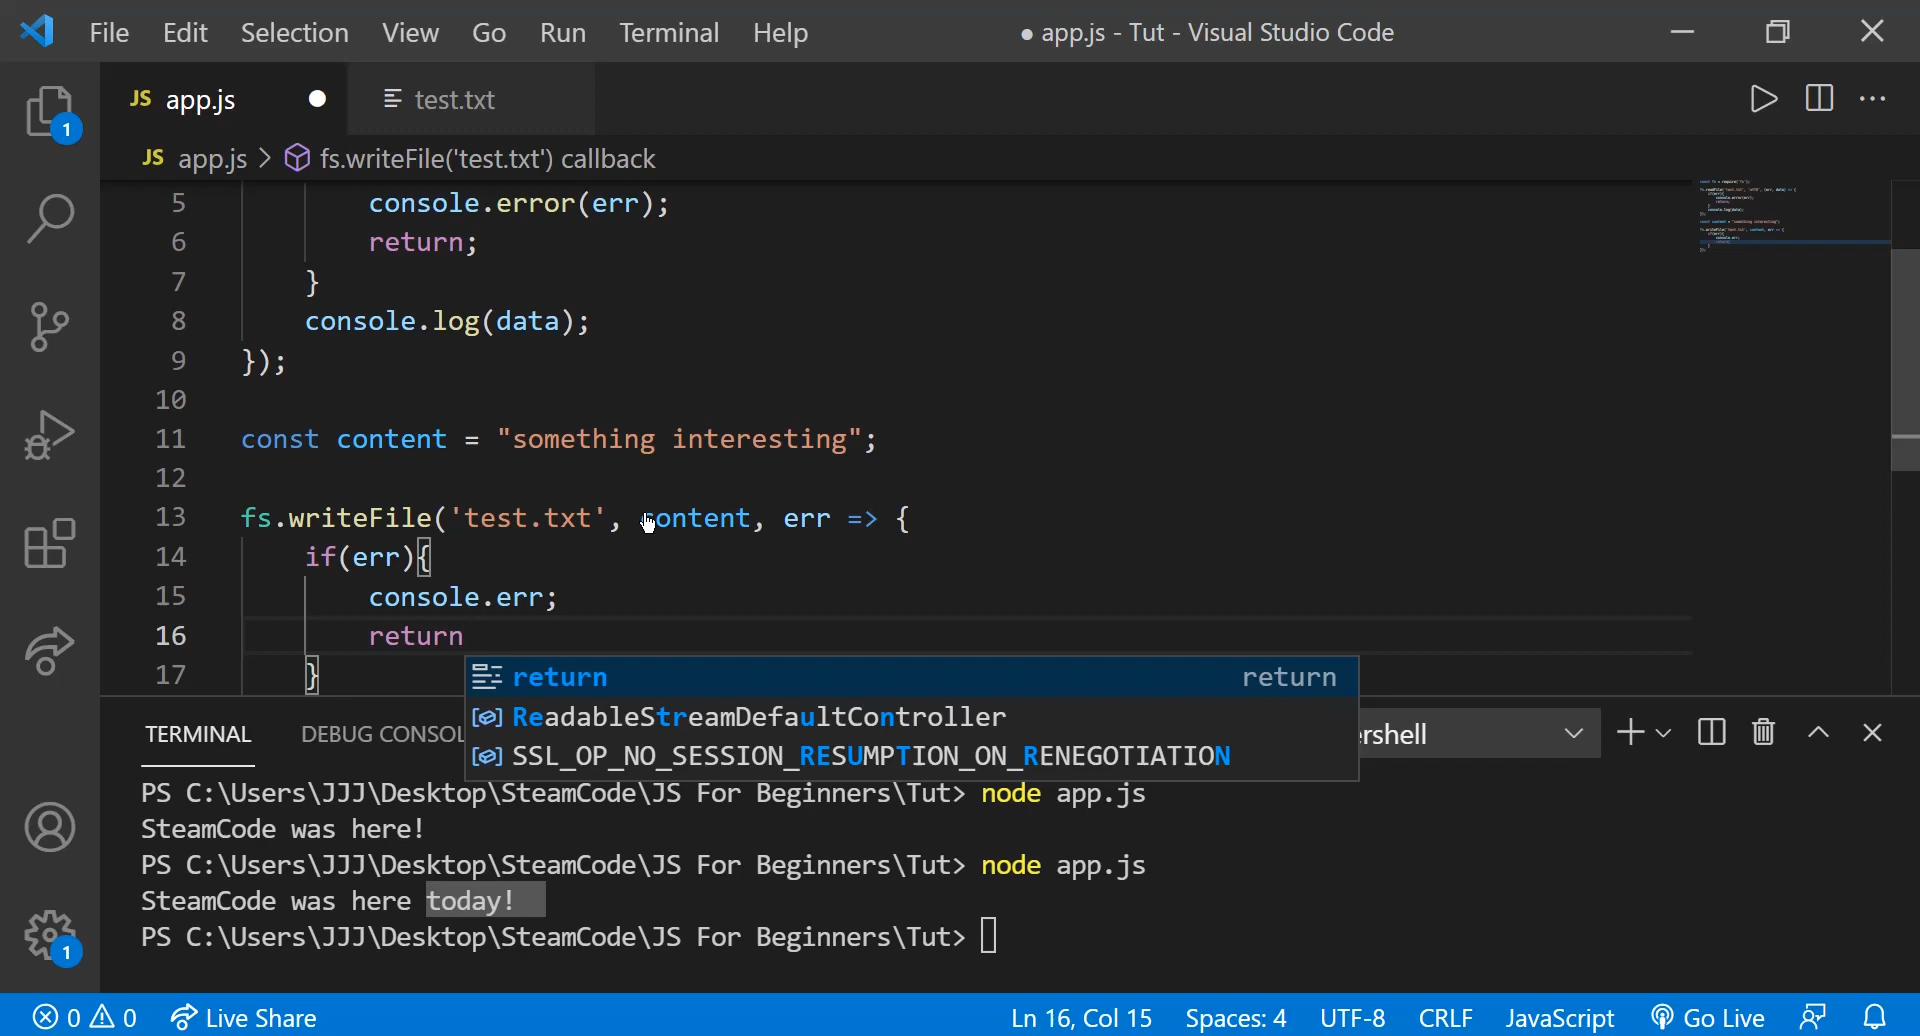 File Edit Selection View Go Run Terminal Help ● app.js - Tut - Visual Studio Code
JS app.js test.txt
JS app.js > fs.writeFile('test.txt') callback
5 console.error(err);
6 return;
7 }
8 console.log(data);
9 });
10
11 const content = "something interesting";
12
13 fs.writeFile('test.txt', content, err => {
14 if(err){
15 console.err;
16 return
17 }
return return
ReadableStreamDefaultController
SSL_OP_NO_SESSION_RESUMPTION_ON_RENEGOTIATION
1
TERMINAL DEBUG CONSOL rshell
PS C:\Users\JJJ\Desktop\SteamCode\JS For Beginners\Tut> node app.js
SteamCode was here!
PS C:\Users\JJJ\Desktop\SteamCode\JS For Beginners\Tut> node app.js
SteamCode was here today!
PS C:\Users\JJJ\Desktop\SteamCode\JS For Beginners\Tut>
1
0 0 Live Share Ln 16, Col 15 Spaces: 4 UTF-8 CRLF JavaScript Go Live